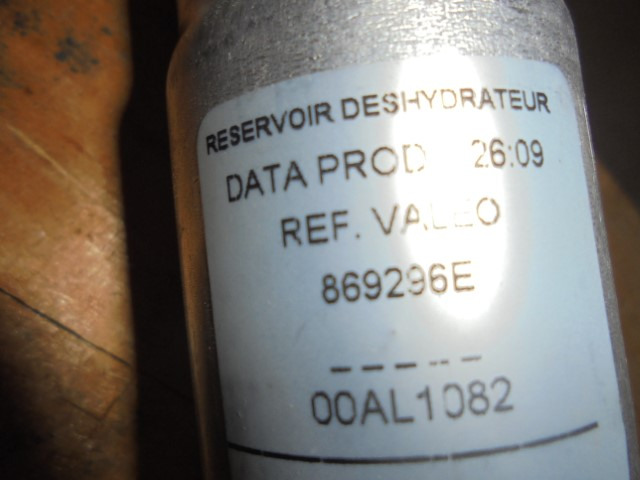 RESERVOIR DESHYDRATEUR
DATA PROD 26:09
REF. VALEO
869296E
_ _ _ _ _
00AL1082